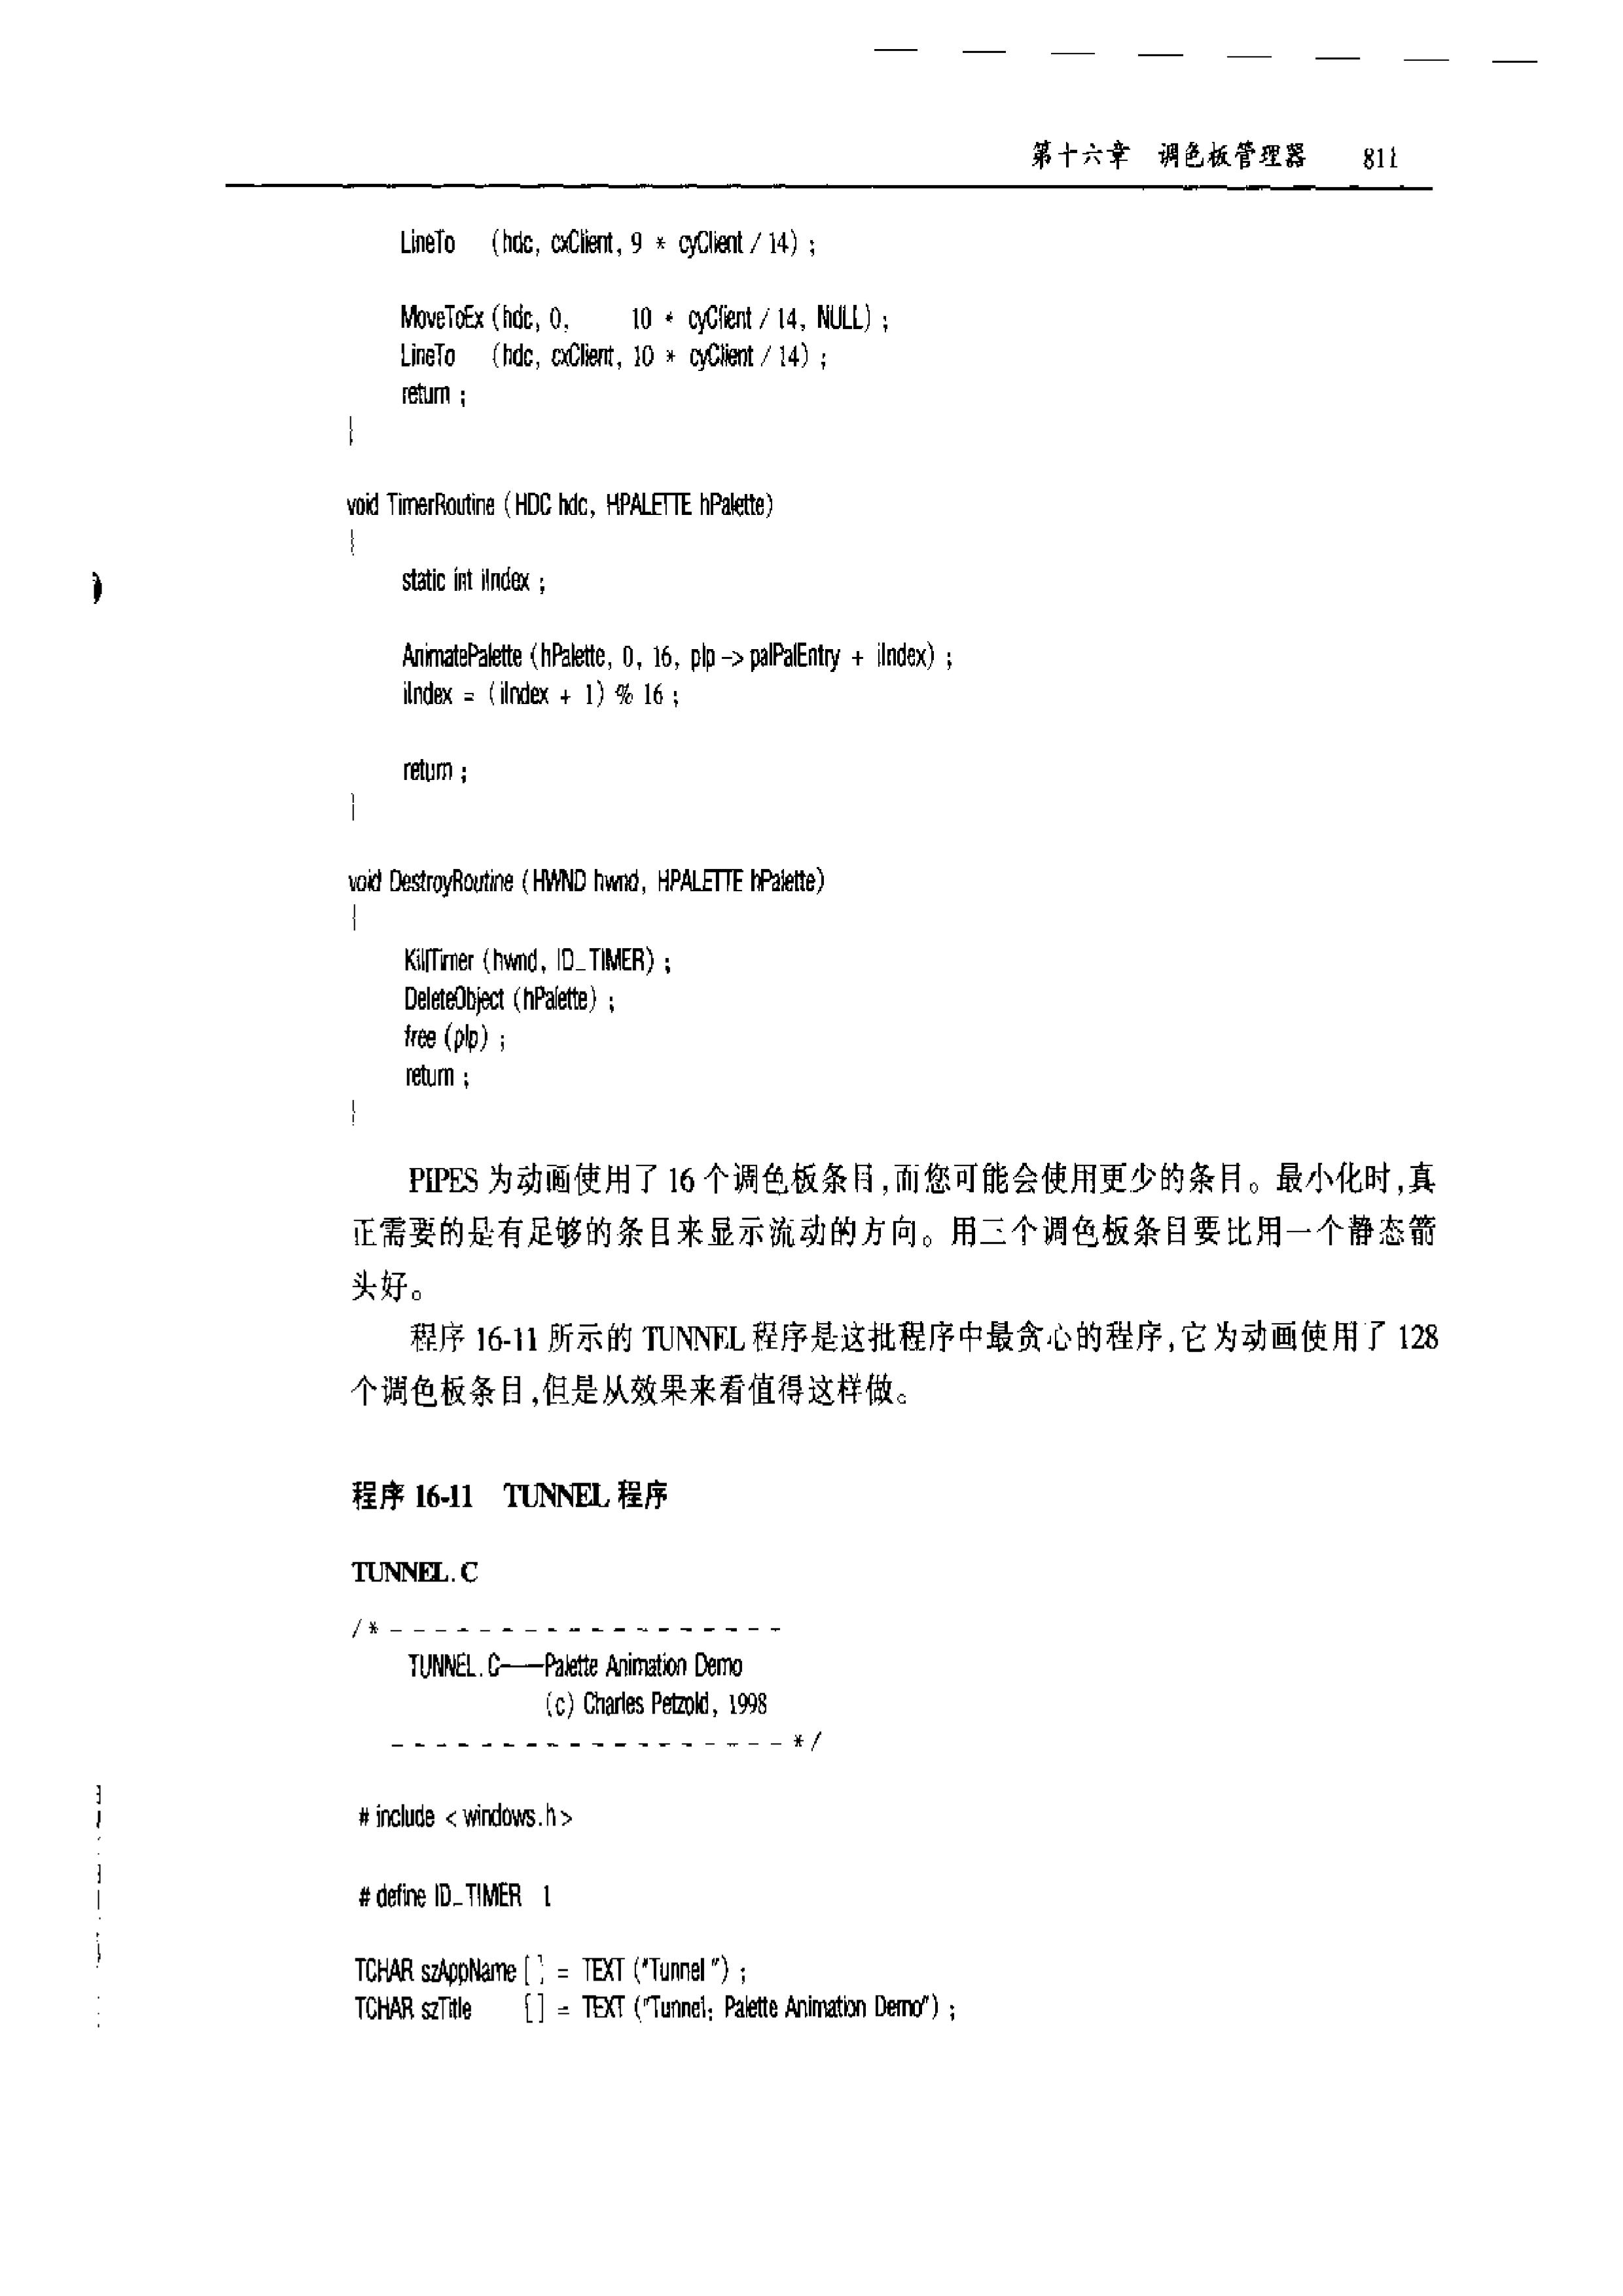 第十六章 调色板管理器 811
LineTo (hdc, cxClient, 9 * cyClient / 14) ;
MoveToEx (hdc, 0, 10 * cyClient / 14, NULL) ;
LineTo (hdc, cxClient, 10 * cyClient / 14) ;
return ;
}
void TimerRoutine (HDC hdc, HPALETTE hPalette)
{
static int iIndex ;
AnimatePalette (hPalette, 0, 16, plp -> palPalEntry + iIndex) ;
iIndex = (iIndex + 1) % 16 ;
return ;
}
void DestroyRoutine (HWND hwnd, HPALETTE hPalette)
{
KillTimer (hwnd, ID_TIMER) ;
DeleteObject (hPalette) ;
free (plp) ;
return ;
}
PIPES 为动画使用了 16 个调色板条目,而您可能会使用更少的条目。最小化时,真
正需要的是有足够的条目来显示流动的方向。用三个调色板条目要比用一个静态箭
头好。
程序 16-11 所示的 TUNNEL 程序是这批程序中最贪心的程序,它为动画使用了 128
个调色板条目,但是从效果来看值得这样做。
程序 16-11 TUNNEL 程序
TUNNEL.C
/* - - - - - - - - - - - - - - - - - -
TUNNEL.C——Palette Animation Demo
(c) Charles Petzold, 1998
- - - - - - - - - - - - - - - - - - */
# include < windows.h >
# define ID_TIMER 1
TCHAR szAppName [ ] = TEXT ("Tunnel ") ;
TCHAR szTitle [ ] = TEXT ("Tunnel: Palette Animation Demo") ;